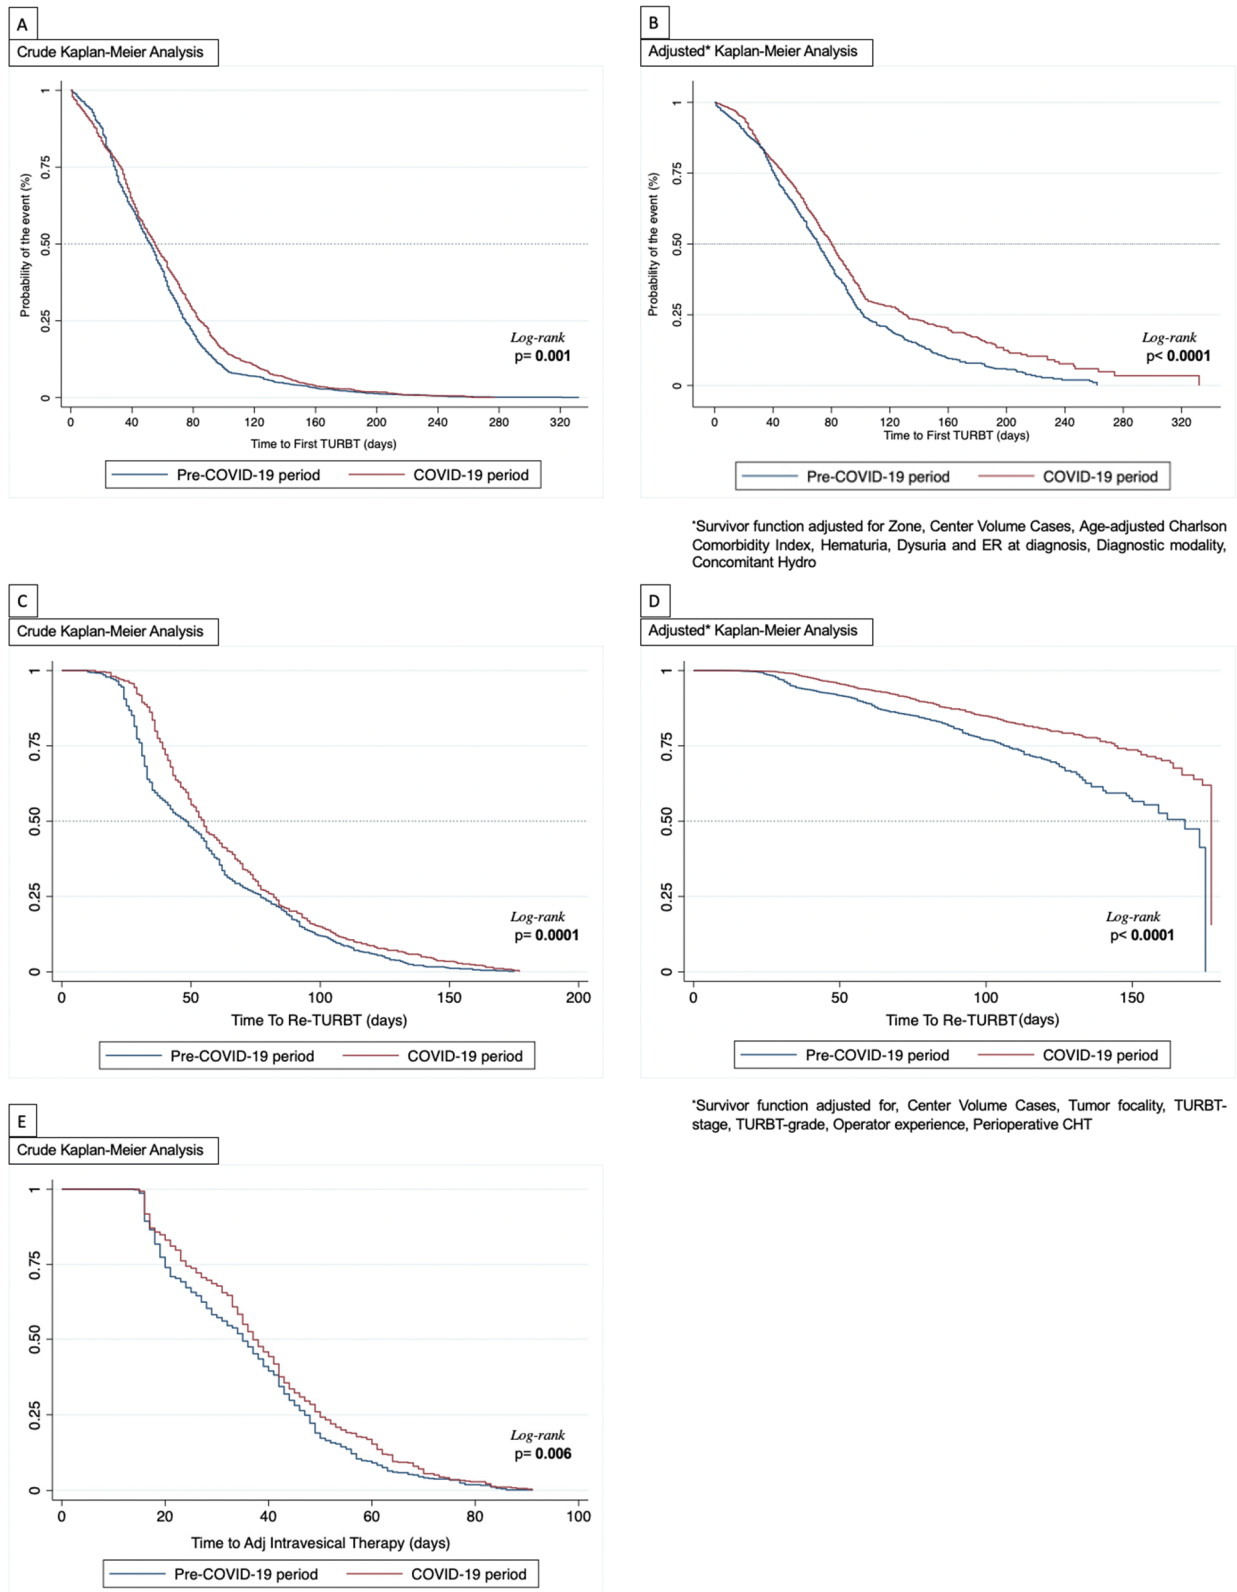 A
Crude Kaplan-Meier Analysis
Probability of the event (%)
1
0.75
0.50
0.25
0
Log-rank
p= 0.001
0 40 80 120 160 200 240 280 320
Time to First TURBT (days)
Pre-COVID-19 period COVID-19 period
B
Adjusted* Kaplan-Meier Analysis
Probability of the event (%)
1
0.75
0.50
0.25
0
Log-rank
p< 0.0001
0 40 80 120 160 200 240 280 320
Time to First TURBT (days)
Pre-COVID-19 period COVID-19 period
*Survivor function adjusted for Zone, Center Volume Cases, Age-adjusted Charlson
Comorbidity Index, Hematuria, Dysuria and ER at diagnosis, Diagnostic modality,
Concomitant Hydro
C
Crude Kaplan-Meier Analysis
1
0.75
0.50
0.25
0
Log-rank
p= 0.0001
0 50 100 150 200
Time To Re-TURBT (days)
Pre-COVID-19 period COVID-19 period
D
Adjusted* Kaplan-Meier Analysis
1
0.75
0.50
0.25
0
Log-rank
p< 0.0001
0 50 100 150
Time To Re-TURBT(days)
Pre-COVID-19 period COVID-19 period
*Survivor function adjusted for, Center Volume Cases, Tumor focality, TURBT-
stage, TURBT-grade, Operator experience, Perioperative CHT
E
Crude Kaplan-Meier Analysis
1
0.75
0.50
0.25
0
Log-rank
p= 0.006
0 20 40 60 80 100
Time to Adj Intravesical Therapy (days)
Pre-COVID-19 period COVID-19 period